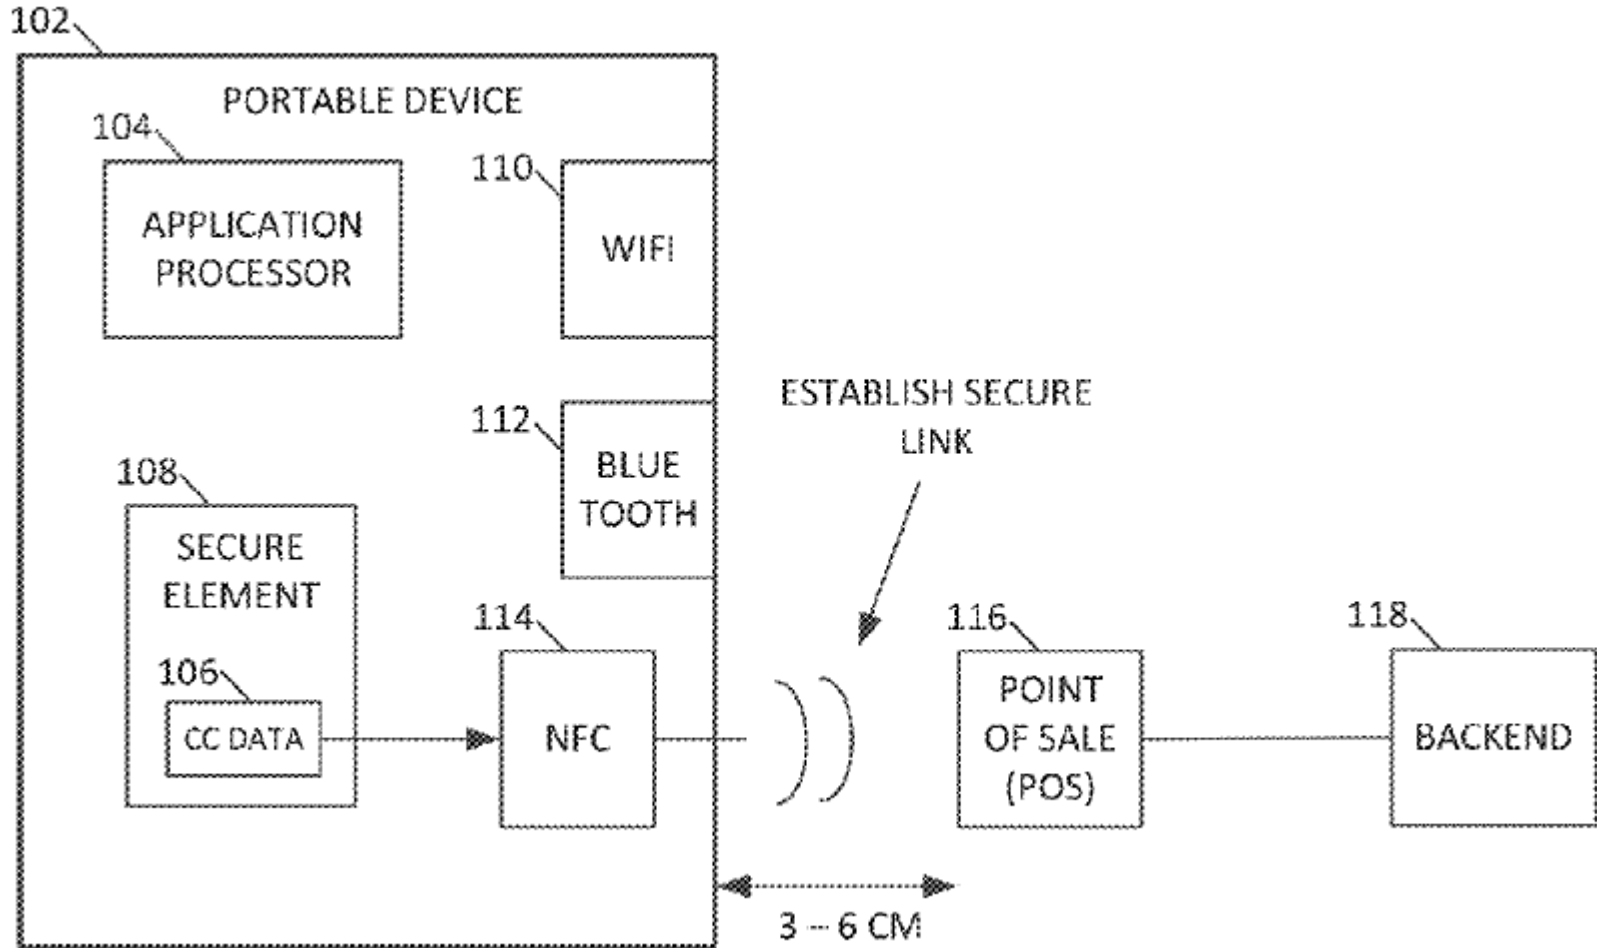 102
PORTABLE DEVICE
104
APPLICATION
PROCESSOR
110
WIFI
112
BLUE
TOOTH
ESTABLISH SECURE
LINK
108
SECURE
ELEMENT
106
CC DATA
114
NFC
116
POINT
OF SALE
(POS)
118
BACKEND
3 – 6 CM